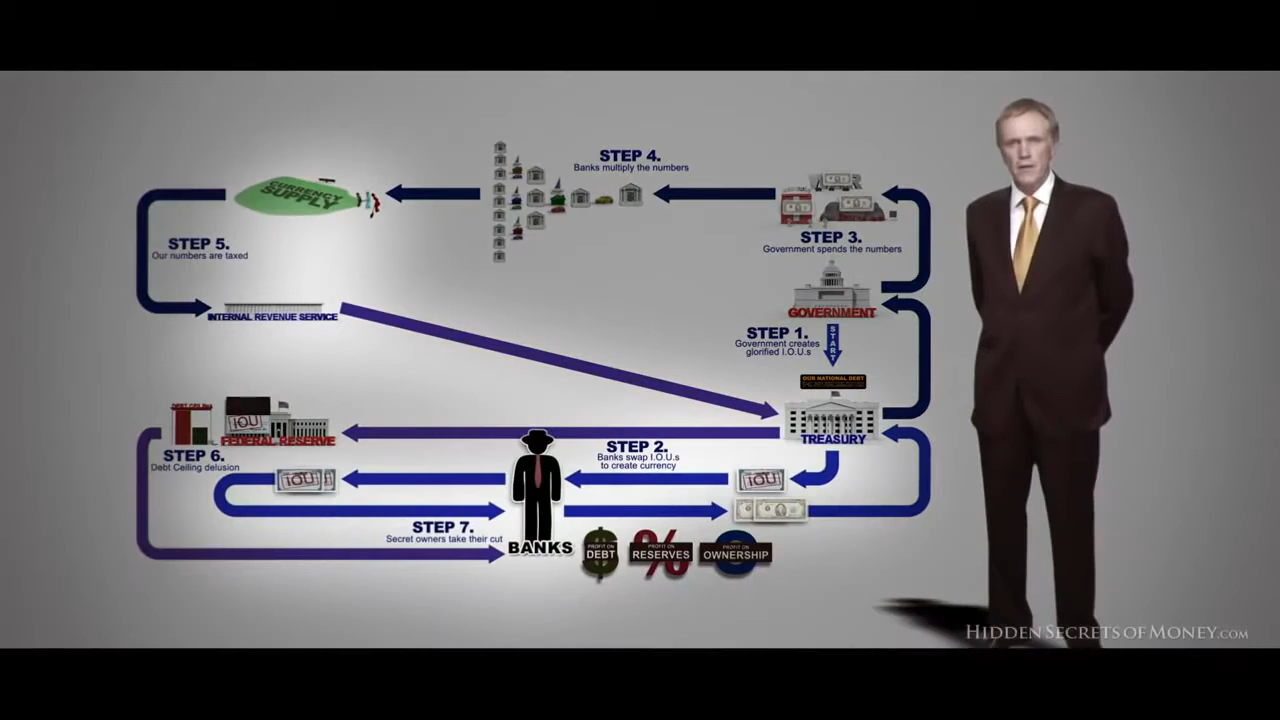 STEP 4.
Banks multiply the numbers
CURRENCY
SUPPLY
STEP 5.
Our numbers are taxed
STEP 3.
Government spends the numbers
GOVERNMENT
INTERNAL REVENUE SERVICE
STEP 1.
Government creates
glorified I.O.U.s
START
OUR NATIONAL DEBT
TREASURY
DEBT CEILING
IOU
FEDERAL RESERVE
STEP 6.
Debt Ceiling delusion
STEP 2.
Banks swap I.O.U.s
to create currency
IOU
IOU
STEP 7.
Secret owners take their cut
BANKS
PROFIT ON
DEBT
PROFIT ON
RESERVES
PROFIT ON
OWNERSHIP
HIDDEN SECRETS OF MONEY.COM